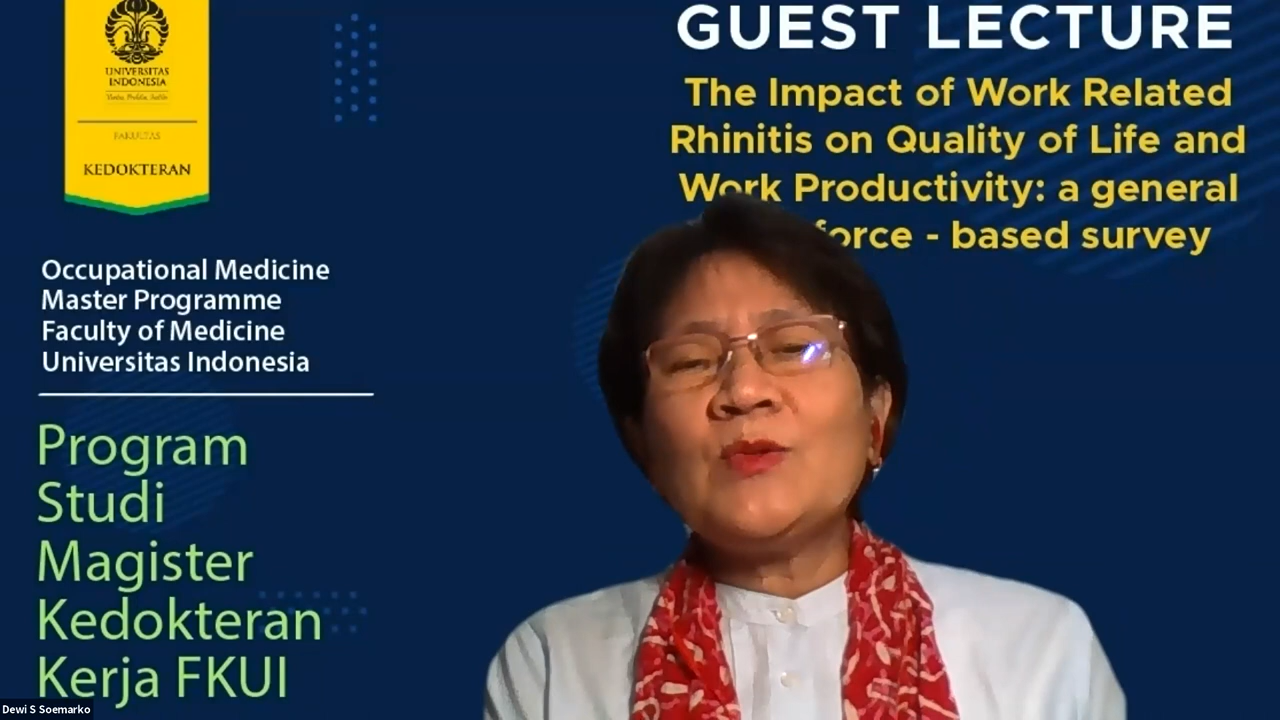 UNIVERSITAS
INDONESIA
Veritas, Probitas, Justitia
FAKULTAS
KEDOKTERAN
Occupational Medicine
Master Programme
Faculty of Medicine
Universitas Indonesia
Program
Studi
Magister
Kedokteran
Kerja FKUI
GUEST LECTURE
The Impact of Work Related
Rhinitis on Quality of Life and
Work Productivity: a general
force - based survey
Dewi S Soemarko